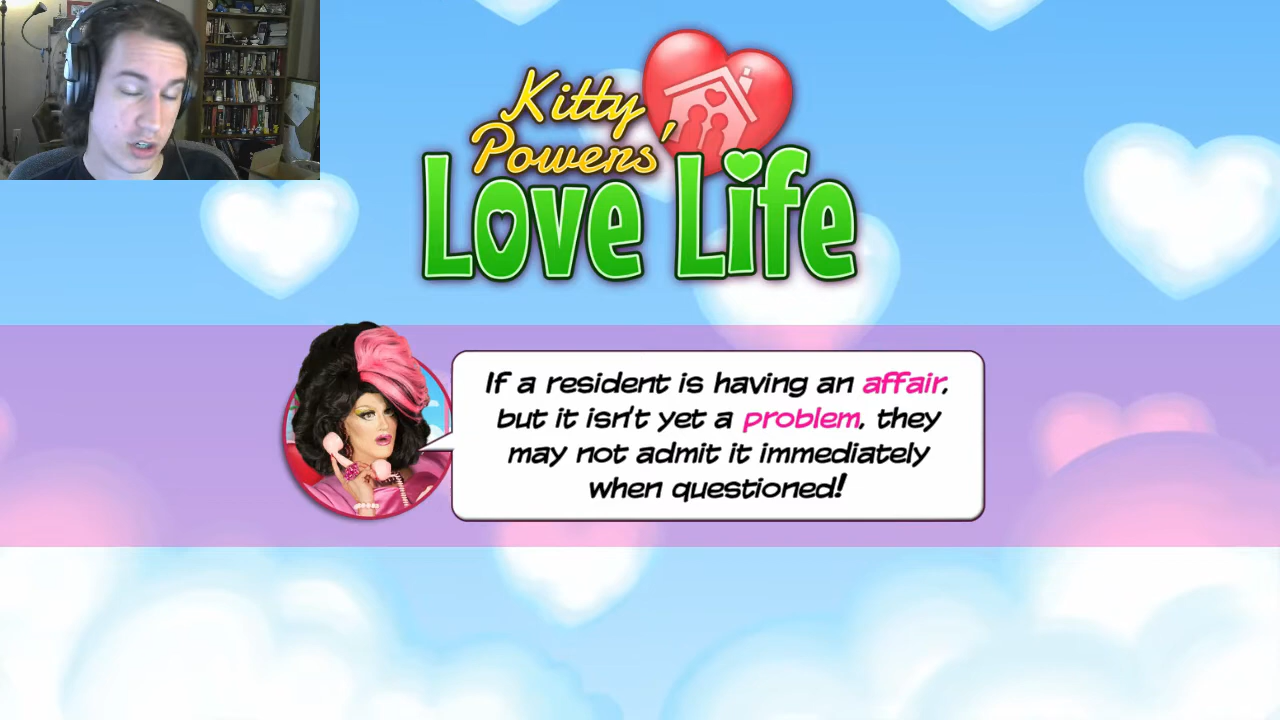 Kitty
Powers'
Love Life
If a resident is having an affair,
but it isn't yet a problem, they
may not admit it immediately
when questioned!